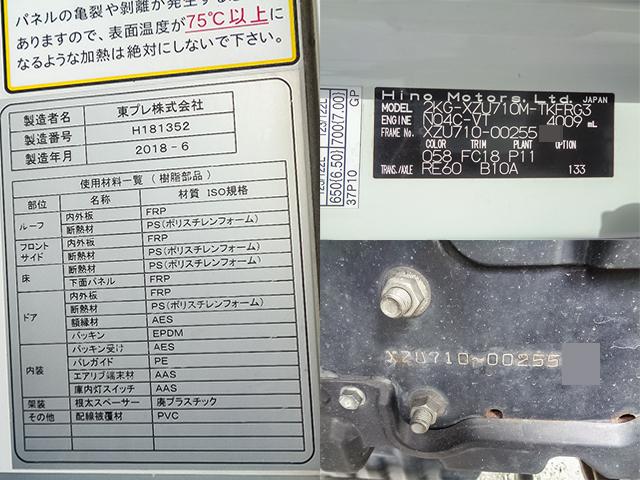 パネルの亀裂や剥離が発生する
ありますので、表面温度が75℃以上に
なるような加熱は絶対にしないで下さい。
製造者名 東プレ株式会社
製造番号 H181352
製造年月 2018-6
使用材料一覧(樹脂部品)
部位 名称 材質 ISO規格
ルーフ 内外板 FRP
断熱材 PS(ポリスチレンフォーム)
フロント サイド 内外板 FRP
断熱材 PS(ポリスチレンフォーム)
床 断熱材 PS(ポリスチレンフォーム)
下面パネル FRP
ドア 内外板 FRP
断熱材 PS(ポリスチレンフォーム)
額縁材 AES
パッキン EPDM
内装 パッキン受け AES
バレガイド PE
エアリブ端末材 AAS
庫内灯スイッチ AAS
架装 根太スペーサー 廃プラスチック
その他 配線被覆材 PVC
123/122L 123/122L GP
650(6.50) 700(7.00)
37P10
Hino Motors,Ltd. JAPAN
MODEL 2KG-XZU710M-TKFRG3
ENGINE N04C-VT 4009 mL
FRAME No. XZU710-00255
COLOR TRIM PLANT OPTION
058 FC18 P11
TRANS./AXLE RE60 B10A 133
XZU710-00255